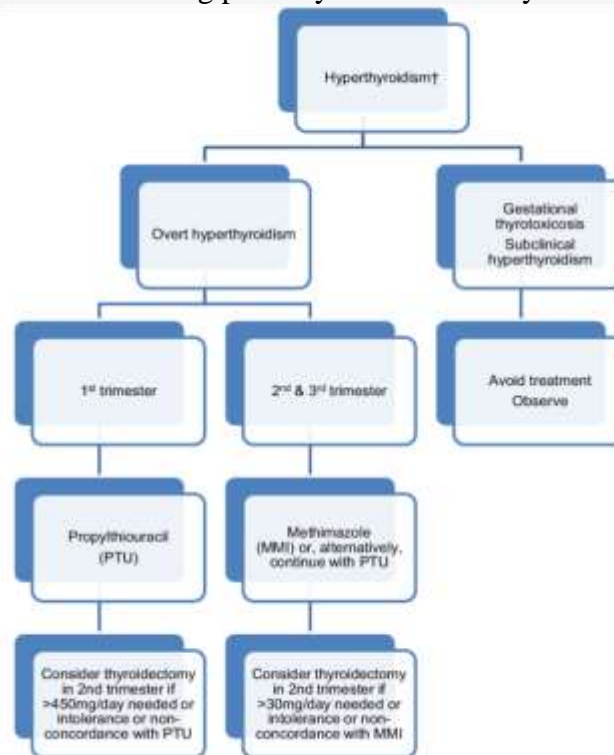 Hyperthyroidism†
Overt hyperthyroidism
Gestational
thyrotoxicosis
Subclinical
hyperthyroidism
1st trimester
2nd & 3rd trimester
Avoid treatment
Observe
Propylthiouracil
(PTU)
Methimazole
(MMI) or, alternatively,
continue with PTU
Consider thyroidectomy
in 2nd trimester if
>450mg/day needed or
intolerance or non-
concordance with PTU
Consider thyroidectomy
in 2nd trimester if
>30mg/day needed or
intolerance or non-
concordance with MMI